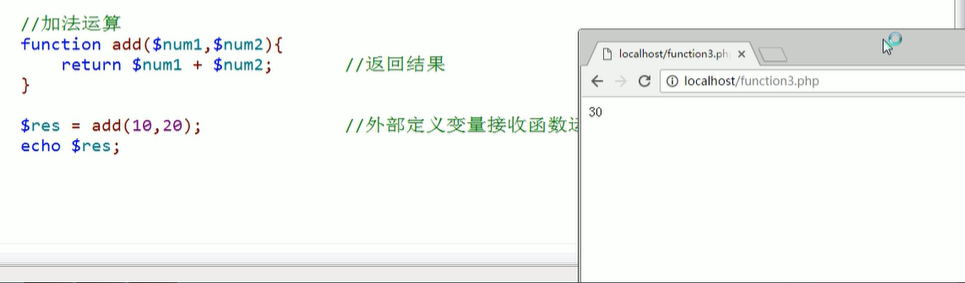 //加法运算
function add($num1,$num2){
    return $num1 + $num2;        //返回结果
}
$res = add(10,20);               //外部定义变量接收函数
echo $res;
localhost/function3.ph
localhost/function3.php
30